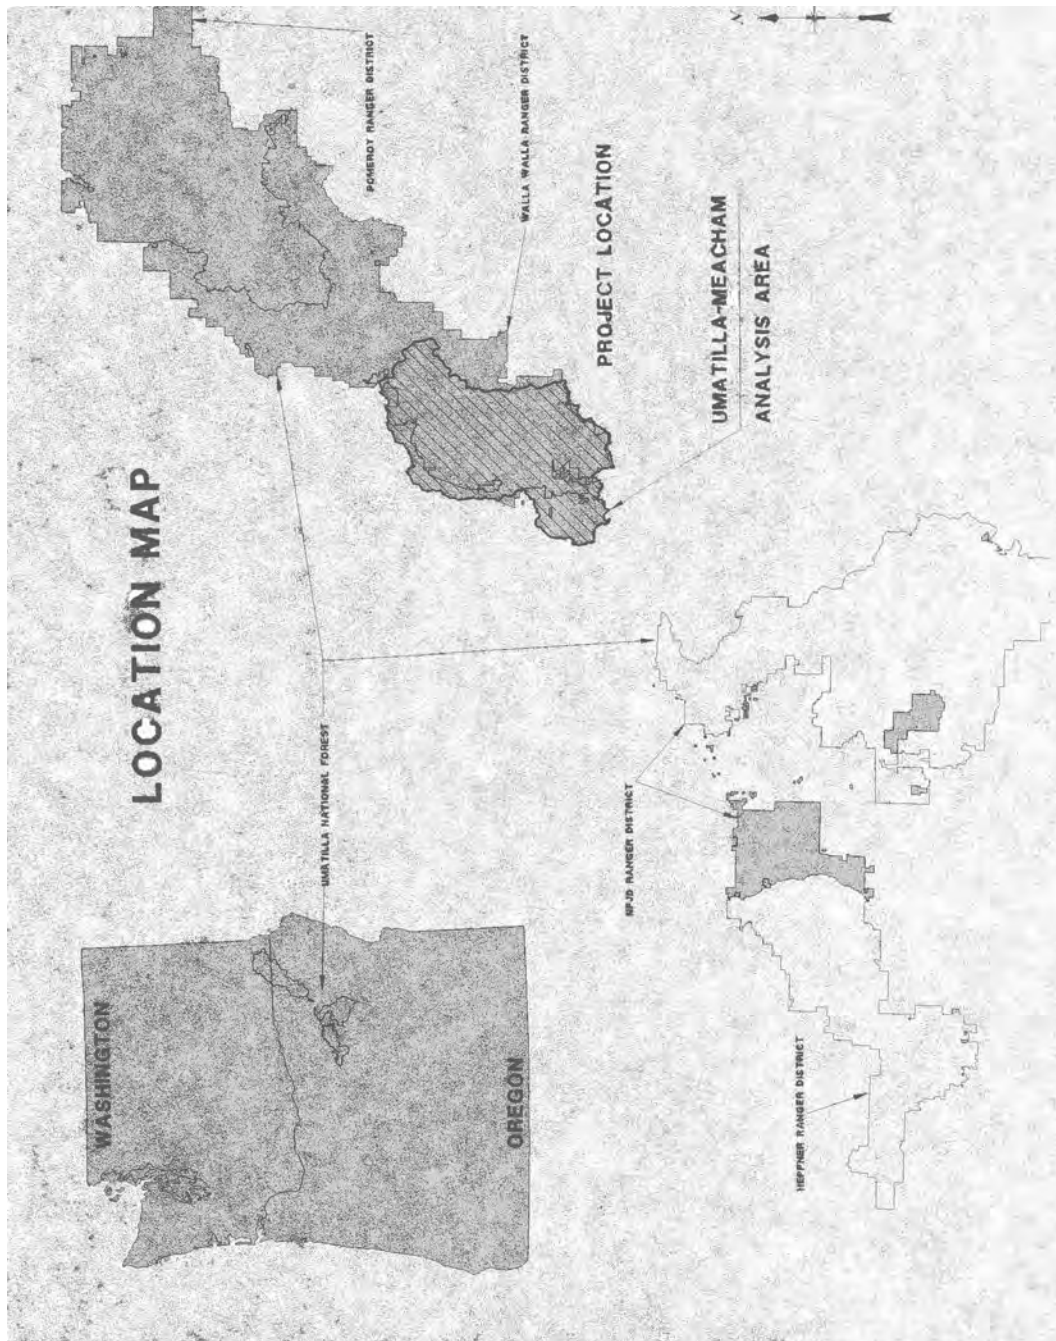 LOCATION MAP
POMEROY RANGER DISTRICT
WALLA WALLA RANGER DISTRICT
PROJECT LOCATION
UMATILLA-MEACHAM
ANALYSIS AREA
UMATILLA NATIONAL FOREST
NFJD RANGER DISTRICT
HEPPNER RANGER DISTRICT
WASHINGTON
OREGON
N